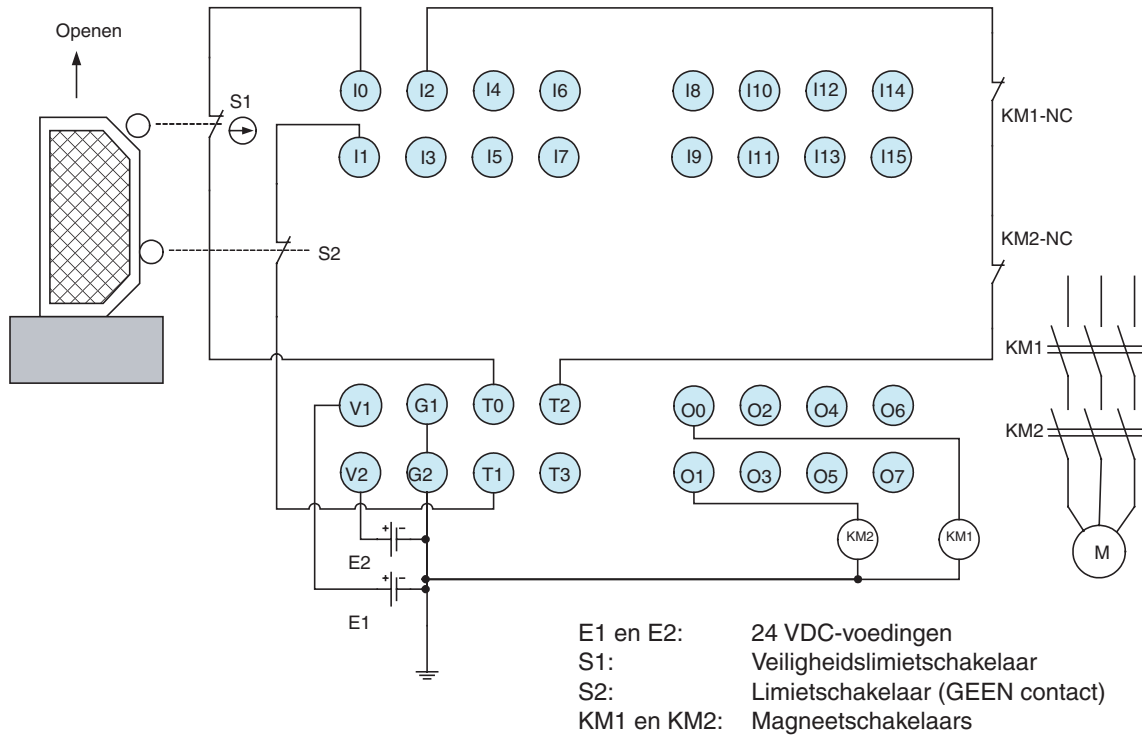 Openen
S1
I0 I2 I4 I6 I8 I10 I12 I14
KM1-NC
I1 I3 I5 I7 I9 I11 I13 I15
S2
KM2-NC
KM1
V1 G1 T0 T2 O0 O2 O4 O6
KM2
V2 G2 T1 T3 O1 O3 O5 O7
+ −
E2
KM2 KM1
M
+ −
E1
E1 en E2: 24 VDC-voedingen
S1: Veiligheidslimietschakelaar
S2: Limietschakelaar (GEEN contact)
KM1 en KM2: Magneetschakelaars